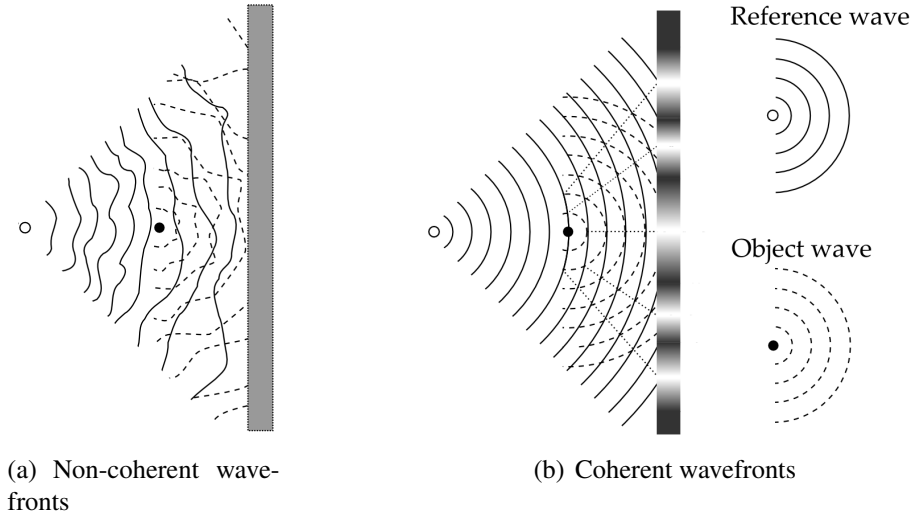 Reference wave
Object wave
(a) Non-coherent wave-
fronts
(b) Coherent wavefronts